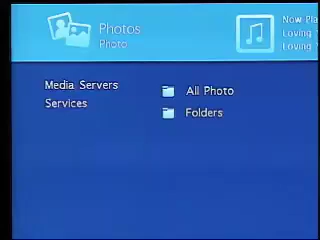 Photos
Photo
Now Pla
Loving
Loving
Media Servers
Services
All Photo
Folders